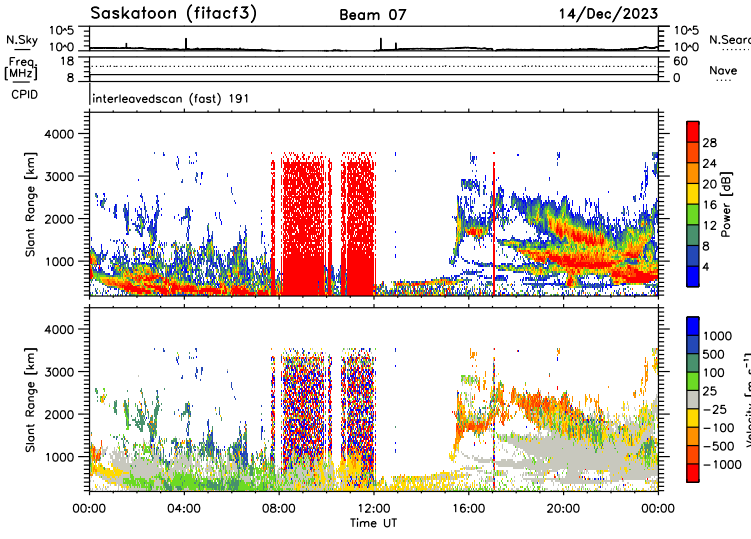 Saskatoon (fitacf3) Beam 07 14/Dec/2023
N.Sky 10^5 10^0 10^5 10^0 N.Sear
Freq. [MHz] 18 8 60 0 Nave
CPID interleavedscan (fast) 191
Slant Range [km] 4000 3000 2000 1000
Power [dB] 28 24 20 16 12 8 4
Slant Range [km] 4000 3000 2000 1000
Velocity [m s⁻¹] 1000 500 100 25 -25 -100 -500 -1000
00:00 04:00 08:00 12:00 16:00 20:00 00:00
Time UT